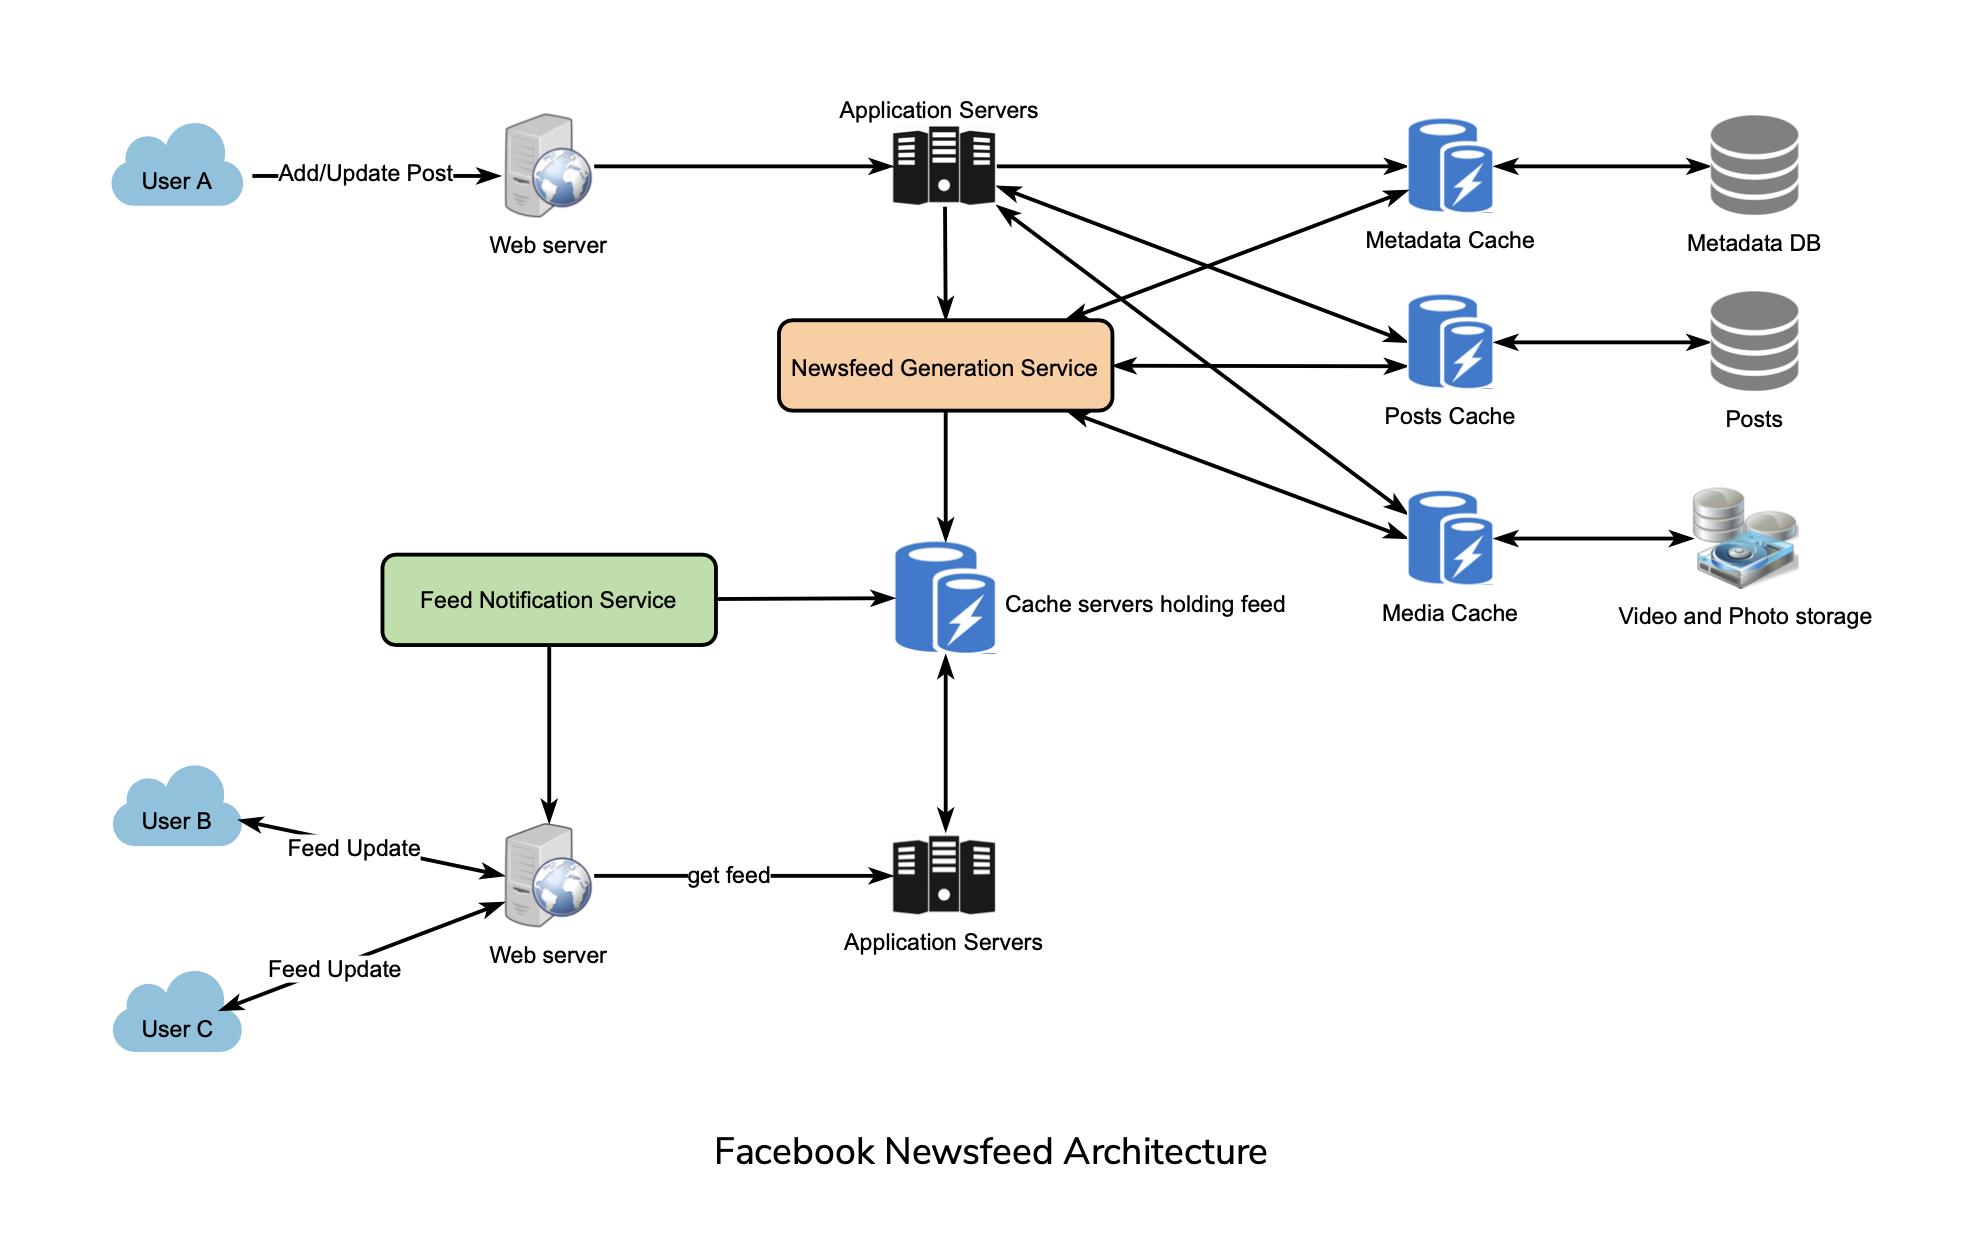 Application Servers
User A
Add/Update Post
Web server
Metadata Cache
Metadata DB
Newsfeed Generation Service
Posts Cache
Posts
Feed Notification Service
Cache servers holding feed
Media Cache
Video and Photo storage
User B
Feed Update
get feed
Web server
Application Servers
Feed Update
User C
Facebook Newsfeed Architecture